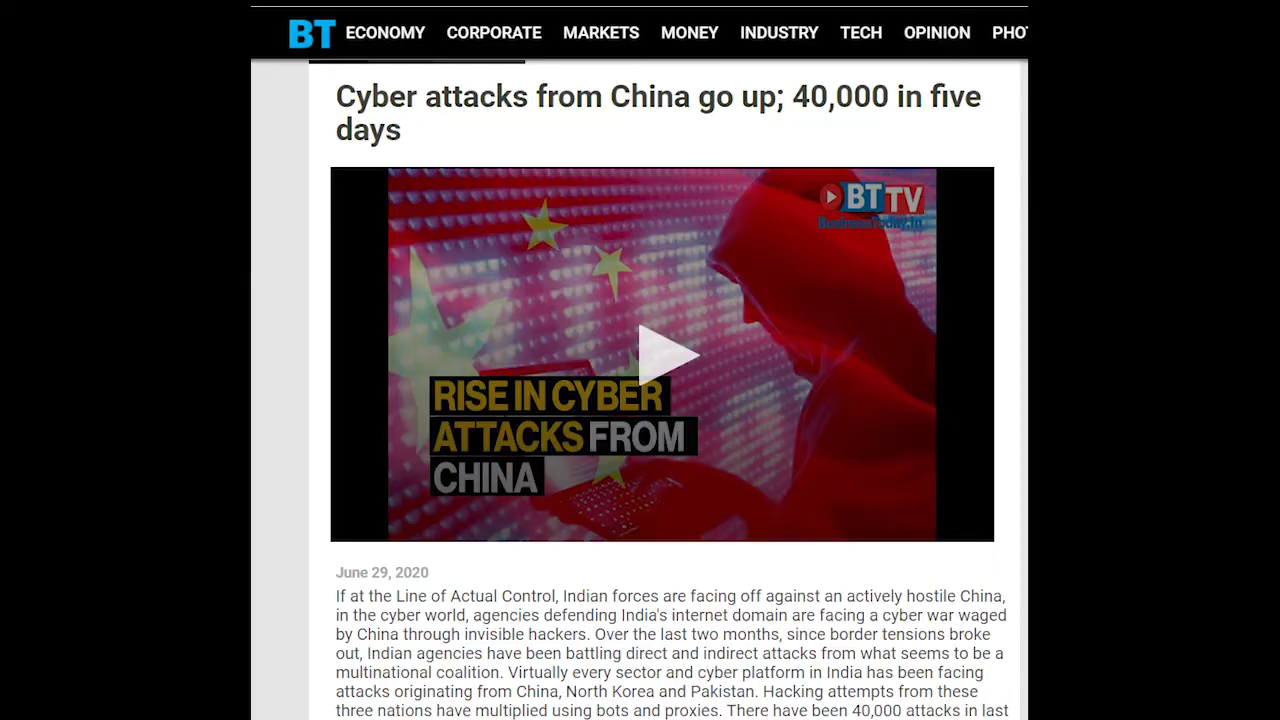 BT ECONOMY CORPORATE MARKETS MONEY INDUSTRY TECH OPINION PHO
Cyber attacks from China go up; 40,000 in five
days
BT TV
BusinessToday.in
RISE IN CYBER
ATTACKS FROM
CHINA
June 29, 2020
If at the Line of Actual Control, Indian forces are facing off against an actively hostile China,
in the cyber world, agencies defending India's internet domain are facing a cyber war waged
by China through invisible hackers. Over the last two months, since border tensions broke
out, Indian agencies have been battling direct and indirect attacks from what seems to be a
multinational coalition. Virtually every sector and cyber platform in India has been facing
attacks originating from China, North Korea and Pakistan. Hacking attempts from these
three nations have multiplied using bots and proxies. There have been 40,000 attacks in last